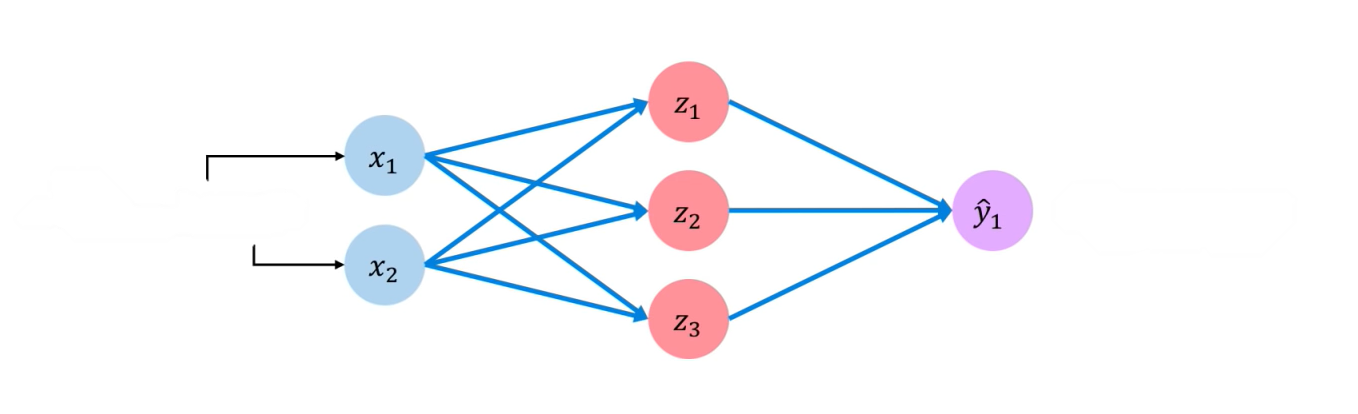 x₁
x₂
z₁
z₂
z₃
ŷ₁